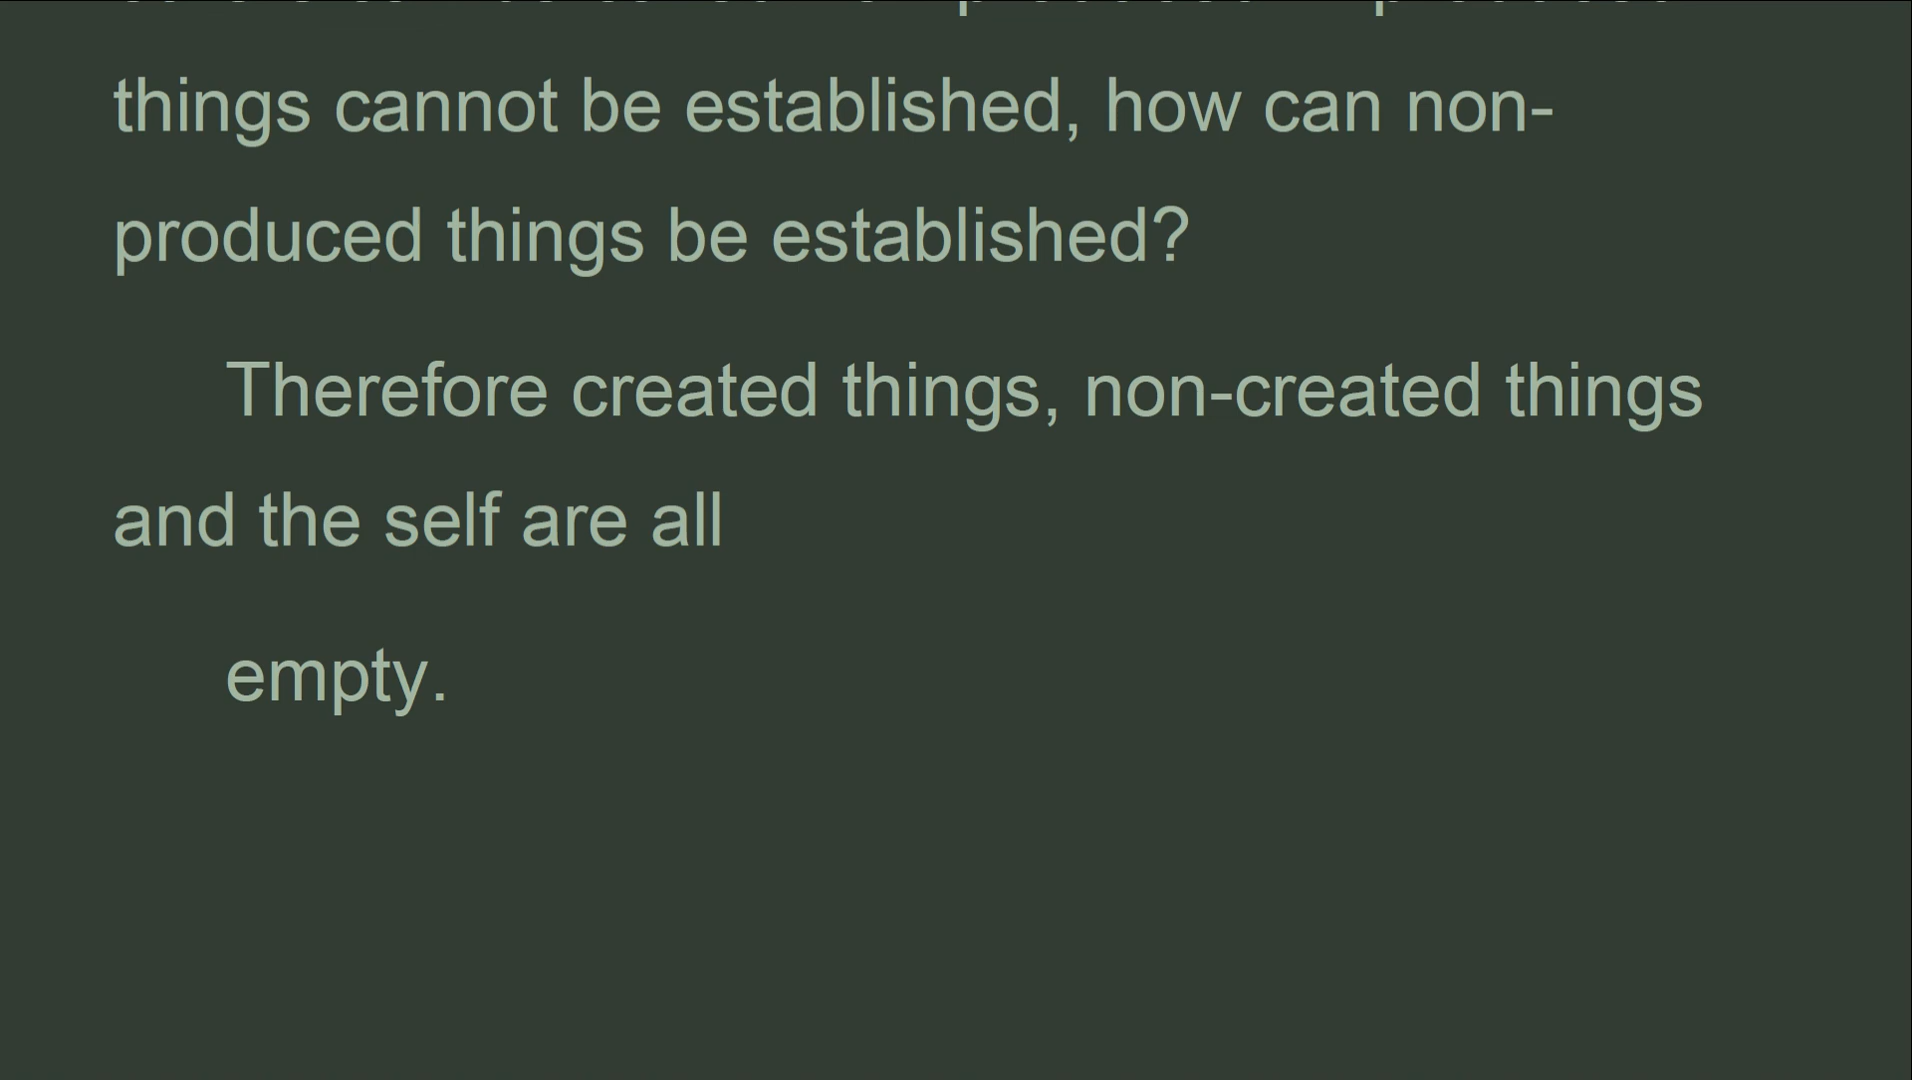 things cannot be established, how can non-
produced things be established?
Therefore created things, non-created things
and the self are all
empty.